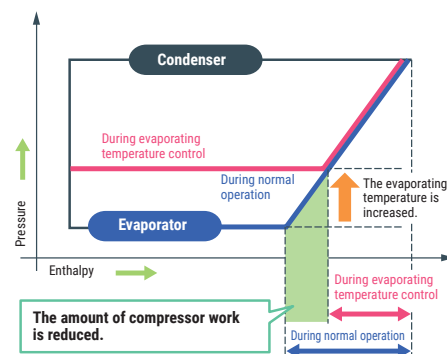 Condenser
During evaporating
temperature control
During normal
operation
The evaporating
temperature is
increased.
Evaporator
Pressure
Enthalpy
During evaporating
temperature control
The amount of compressor work
is reduced.
During normal operation